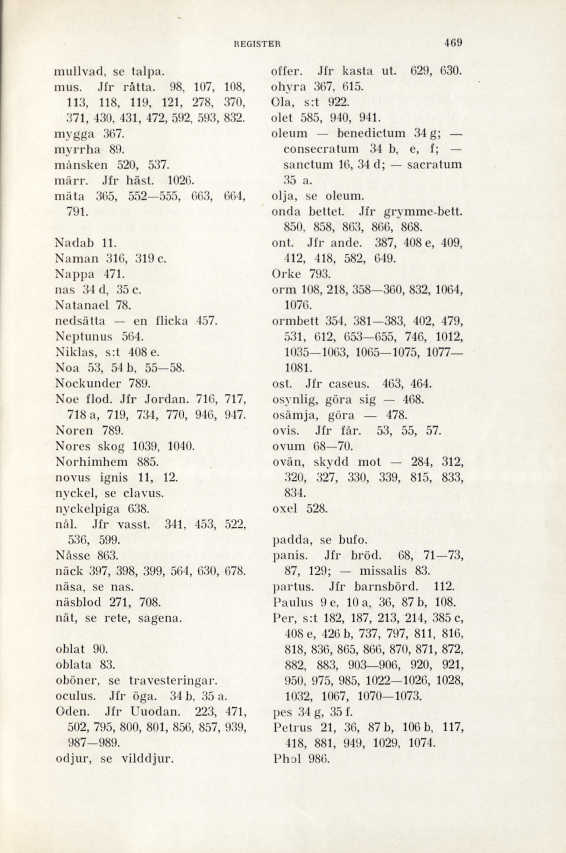 REGISTER 469
mullvad, se talpa.
mus. Jfr råtta. 98, 107, 108,
113, 118, 119, 121, 278, 370,
371, 430, 431, 472, 592, 593, 832.
mygga 367.
myrrha 89.
månsken 520, 537.
märr. Jfr häst. 1026.
mäta 365, 552—555, 663, 664,
791.
Nadab 11.
Naman 316, 319 c.
Nappa 471.
nas 34 d, 35 c.
Natanael 78.
nedsätta — en flicka 457.
Neptunus 564.
Niklas, s:t 408 e.
Noa 53, 54 b, 55—58.
Nockunder 789.
Noe flod. Jfr Jordan. 716, 717,
718 a, 719, 734, 770, 946, 947.
Noren 789.
Nores skog 1039, 1040.
Norhimhem 885.
novus ignis 11, 12.
nyckel, se clavus.
nyckelpiga 638.
nål. Jfr vasst. 341, 453, 522,
536, 599.
Nåsse 863.
näck 397, 398, 399, 564, 630, 678.
näsa, se nas.
näsblod 271, 708.
nät, se rete, sagena.
oblat 90.
oblata 83.
oböner, se travesteringar.
oculus. Jfr öga. 34 b, 35 a.
Oden. Jfr Uuodan. 223, 471,
502, 795, 800, 801, 856, 857, 939,
987—989.
odjur, se vilddjur.
offer. Jfr kasta ut. 629, 630.
ohyra 367, 615.
Ola, s:t 922.
olet 585, 940, 941.
oleum — benedictum 34 g; —
consecratum 34 b, e, f; —
sanctum 16, 34 d; — sacratum
35 a.
olja, se oleum.
onda bettet. Jfr grymme-bett.
850, 858, 863, 866, 868.
ont. Jfr ande. 387, 408 e, 409,
412, 418, 582, 649.
Orke 793.
orm 108, 218, 358—360, 832, 1064,
1076.
ormbett 354, 381—383, 402, 479,
531, 612, 653—655, 746, 1012,
1035—1063, 1065—1075, 1077—
1081.
ost. Jfr caseus. 463, 464.
osynlig, göra sig — 468.
osämja, göra — 478.
ovis. Jfr får. 53, 55, 57.
ovum 68—70.
ovän, skydd mot — 284, 312,
320, 327, 330, 339, 815, 833,
834.
oxel 528.
padda, se bufo.
panis. Jfr bröd. 68, 71—73,
87, 129; — missalis 83.
partus. Jfr barnsbörd. 112.
Paulus 9 e, 10 a, 36, 87 b, 108.
Per, s:t 182, 187, 213, 214, 385 c,
408 e, 426 b, 737, 797, 811, 816,
818, 836, 865, 866, 870, 871, 872,
882, 883, 903—906, 920, 921,
950, 975, 985, 1022—1026, 1028,
1032, 1067, 1070—1073.
pes 34 g, 35 f.
Petrus 21, 36, 87 b, 106 b, 117,
418, 881, 949, 1029, 1074.
Phol 986.